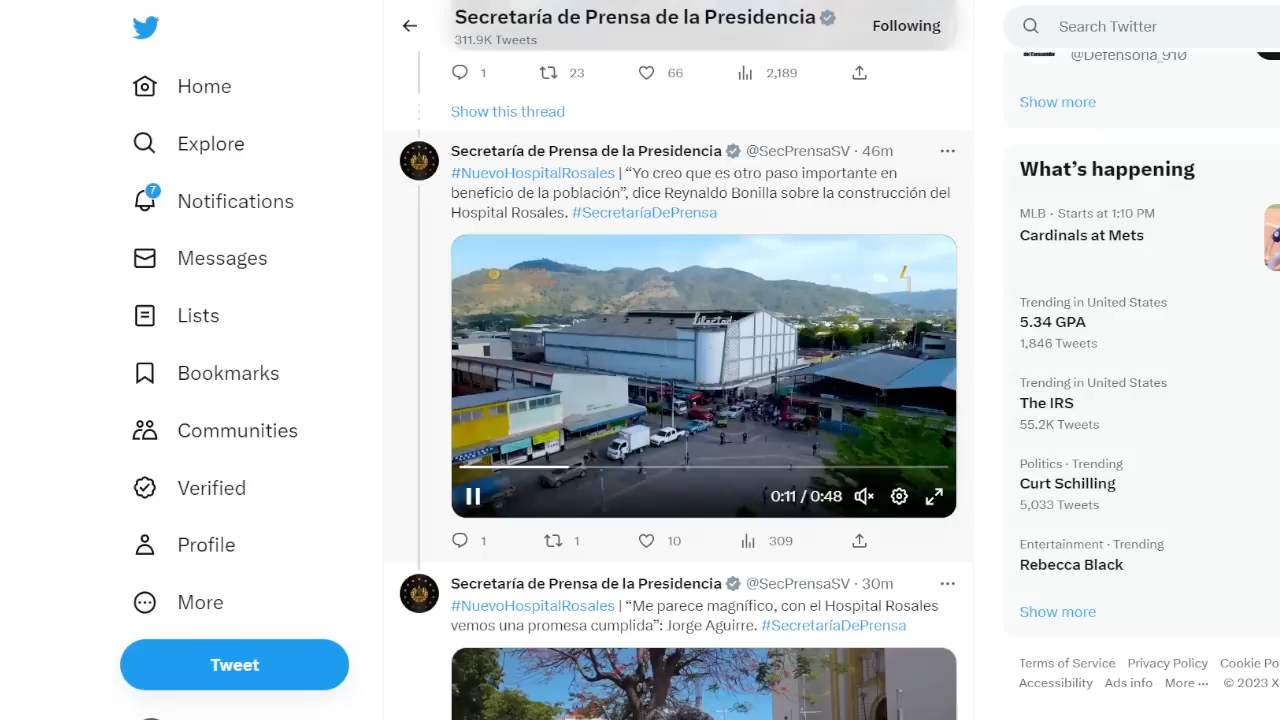 Secretaría de Prensa de la Presidencia
311.9K Tweets
Following
Search Twitter
Home
Explore
7
Notifications
Messages
Lists
Bookmarks
Communities
Verified
Profile
More
Tweet
1 23 66 2,189
Show this thread
Secretaría de Prensa de la Presidencia @SecPrensaSV · 46m
#NuevoHospitalRosales | “Yo creo que es otro paso importante en
beneficio de la población”, dice Reynaldo Bonilla sobre la construcción del
Hospital Rosales. #SecretaríaDePrensa
Libertad
0:11 / 0:48
1 1 10 309
Secretaría de Prensa de la Presidencia @SecPrensaSV · 30m
#NuevoHospitalRosales | “Me parece magnífico, con el Hospital Rosales
vemos una promesa cumplida”: Jorge Aguirre. #SecretaríaDePrensa
@Defensoria_910
Show more
What’s happening
MLB · Starts at 1:10 PM
Cardinals at Mets
Trending in United States
5.34 GPA
1,846 Tweets
Trending in United States
The IRS
55.2K Tweets
Politics · Trending
Curt Schilling
5,033 Tweets
Entertainment · Trending
Rebecca Black
Show more
Terms of Service Privacy Policy Cookie Po
Accessibility Ads info More ··· © 2023 X